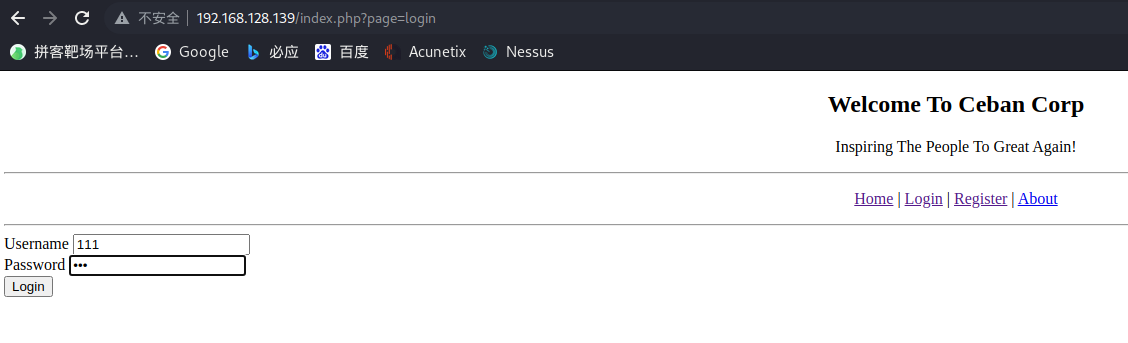 不安全 192.168.128.139/index.php?page=login
拼客靶场平台... Google 必应 百度 Acunetix Nessus
Welcome To Ceban Corp
Inspiring The People To Great Again!
Home | Login | Register | About
Username 111
Password •••
Login